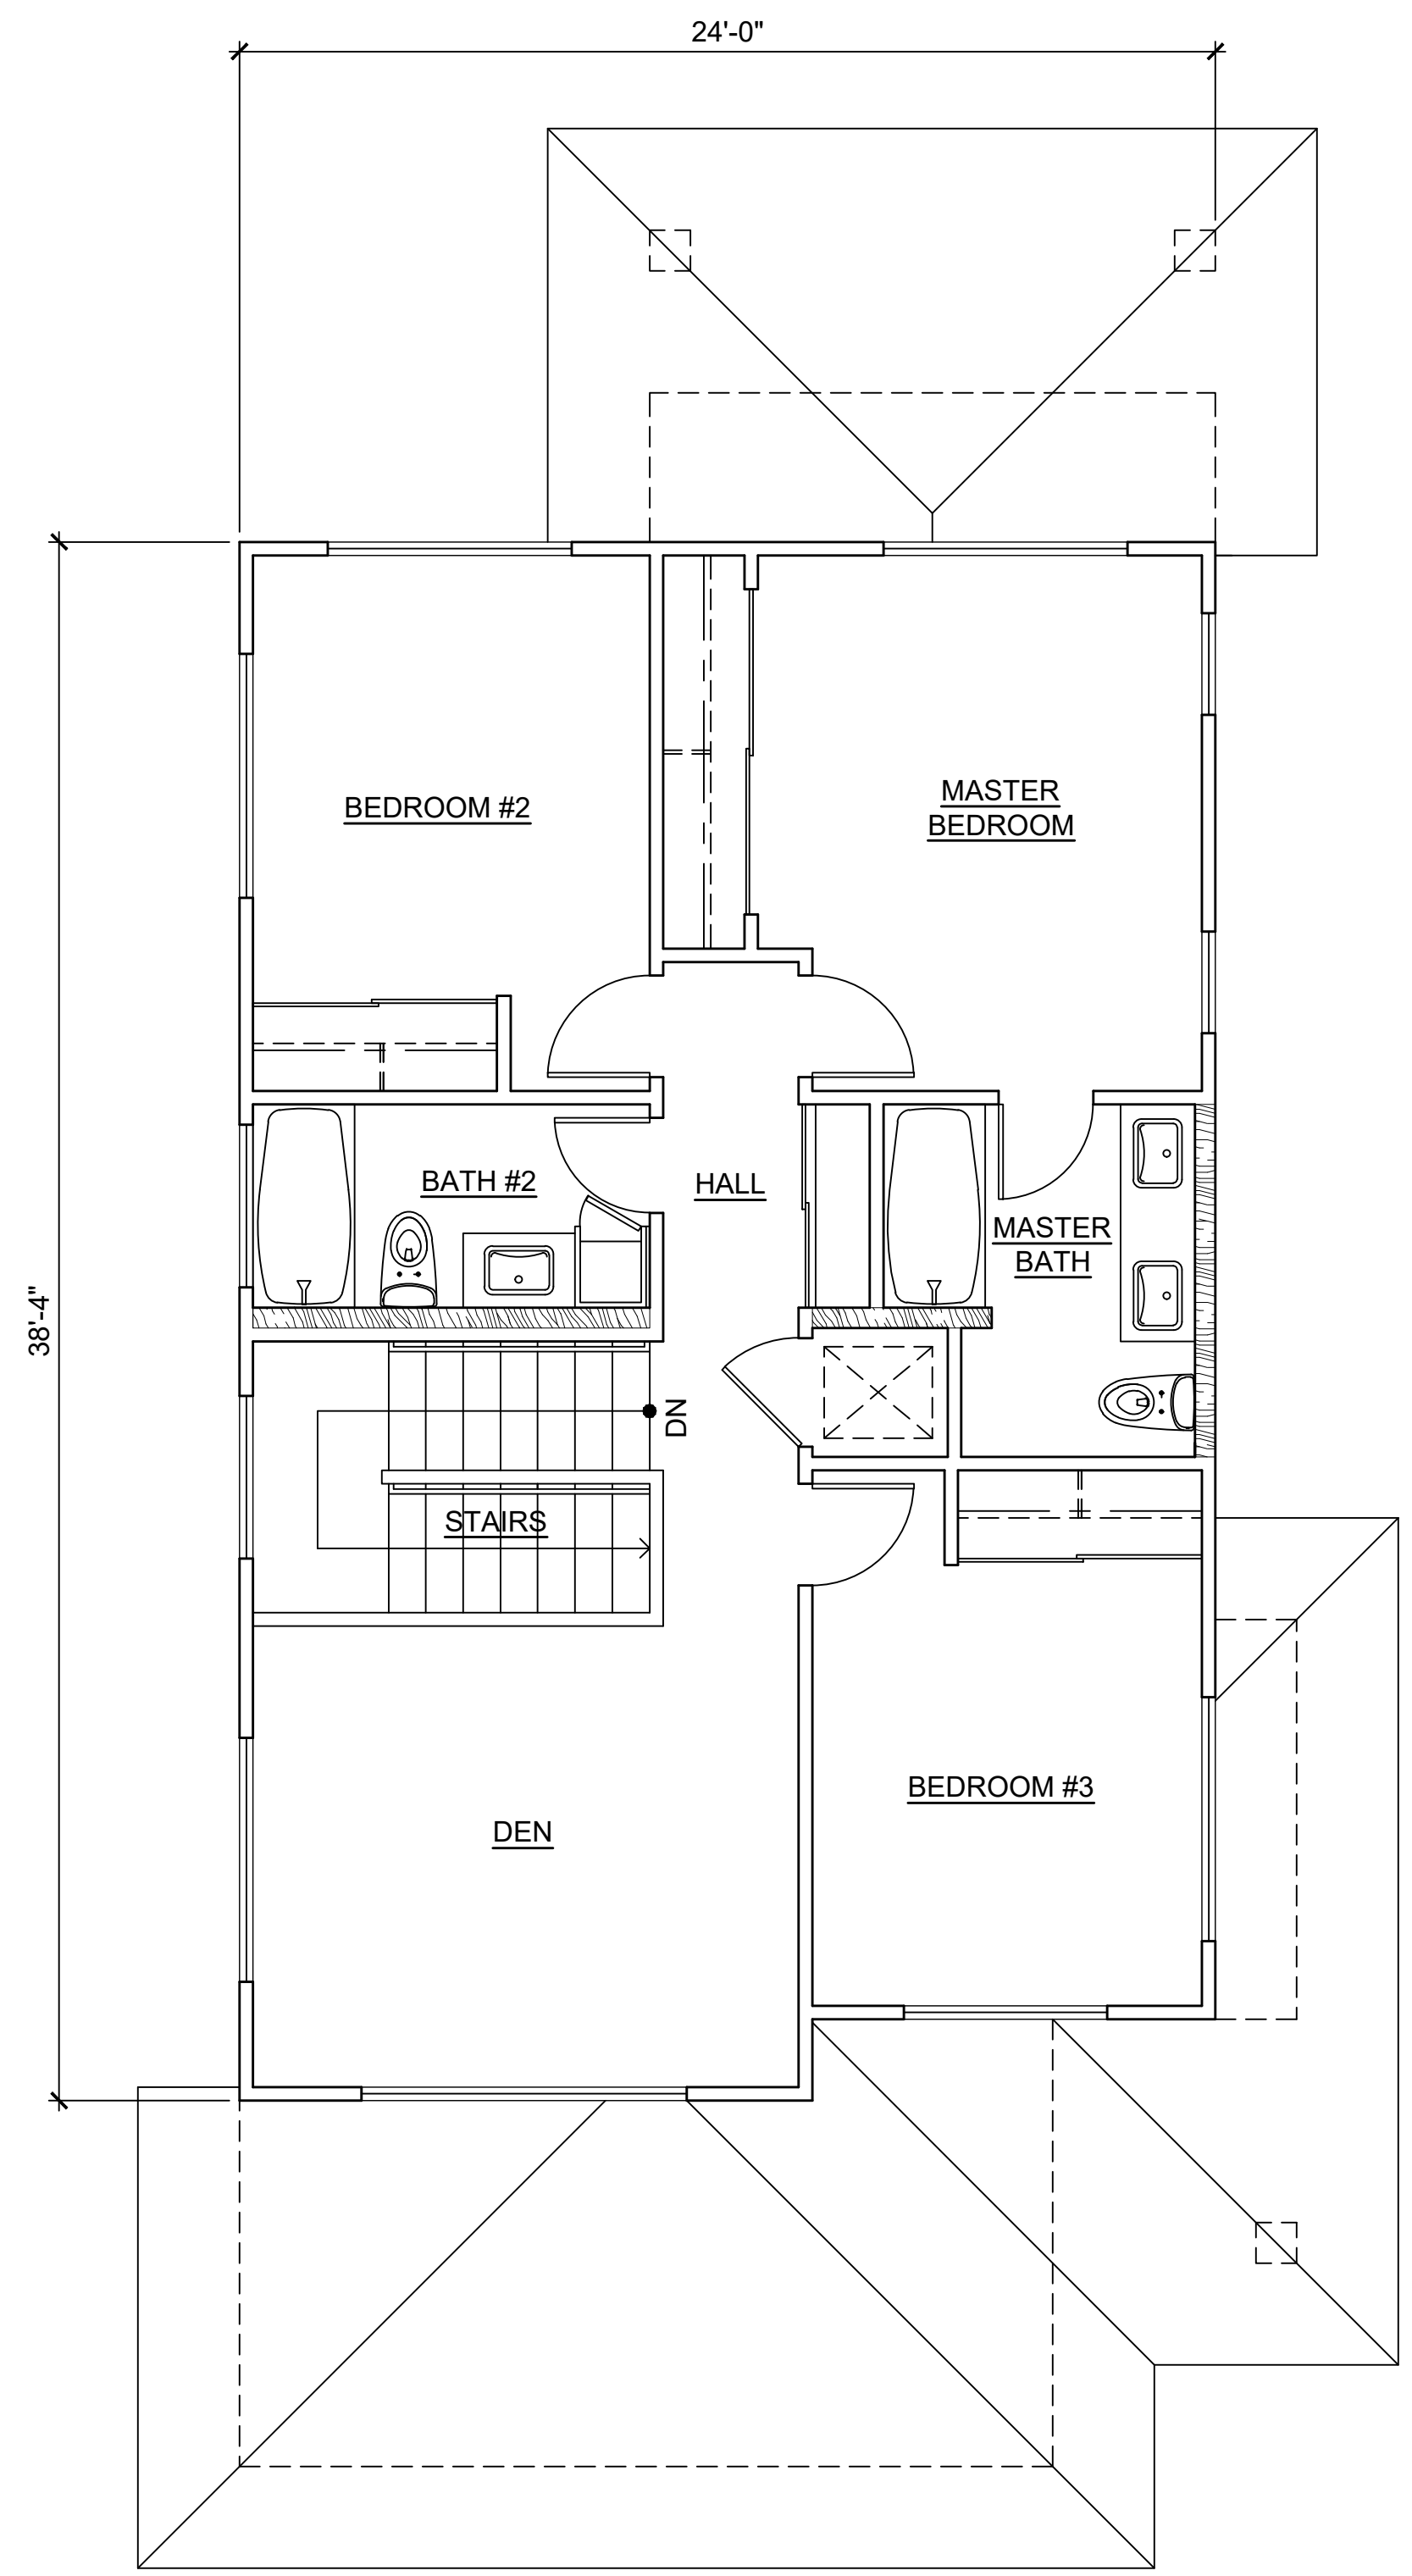 24'-0"
BEDROOM #2
MASTER
BEDROOM
BATH #2
HALL
MASTER
BATH
38'-4"
DN
STAIRS
BEDROOM #3
DEN